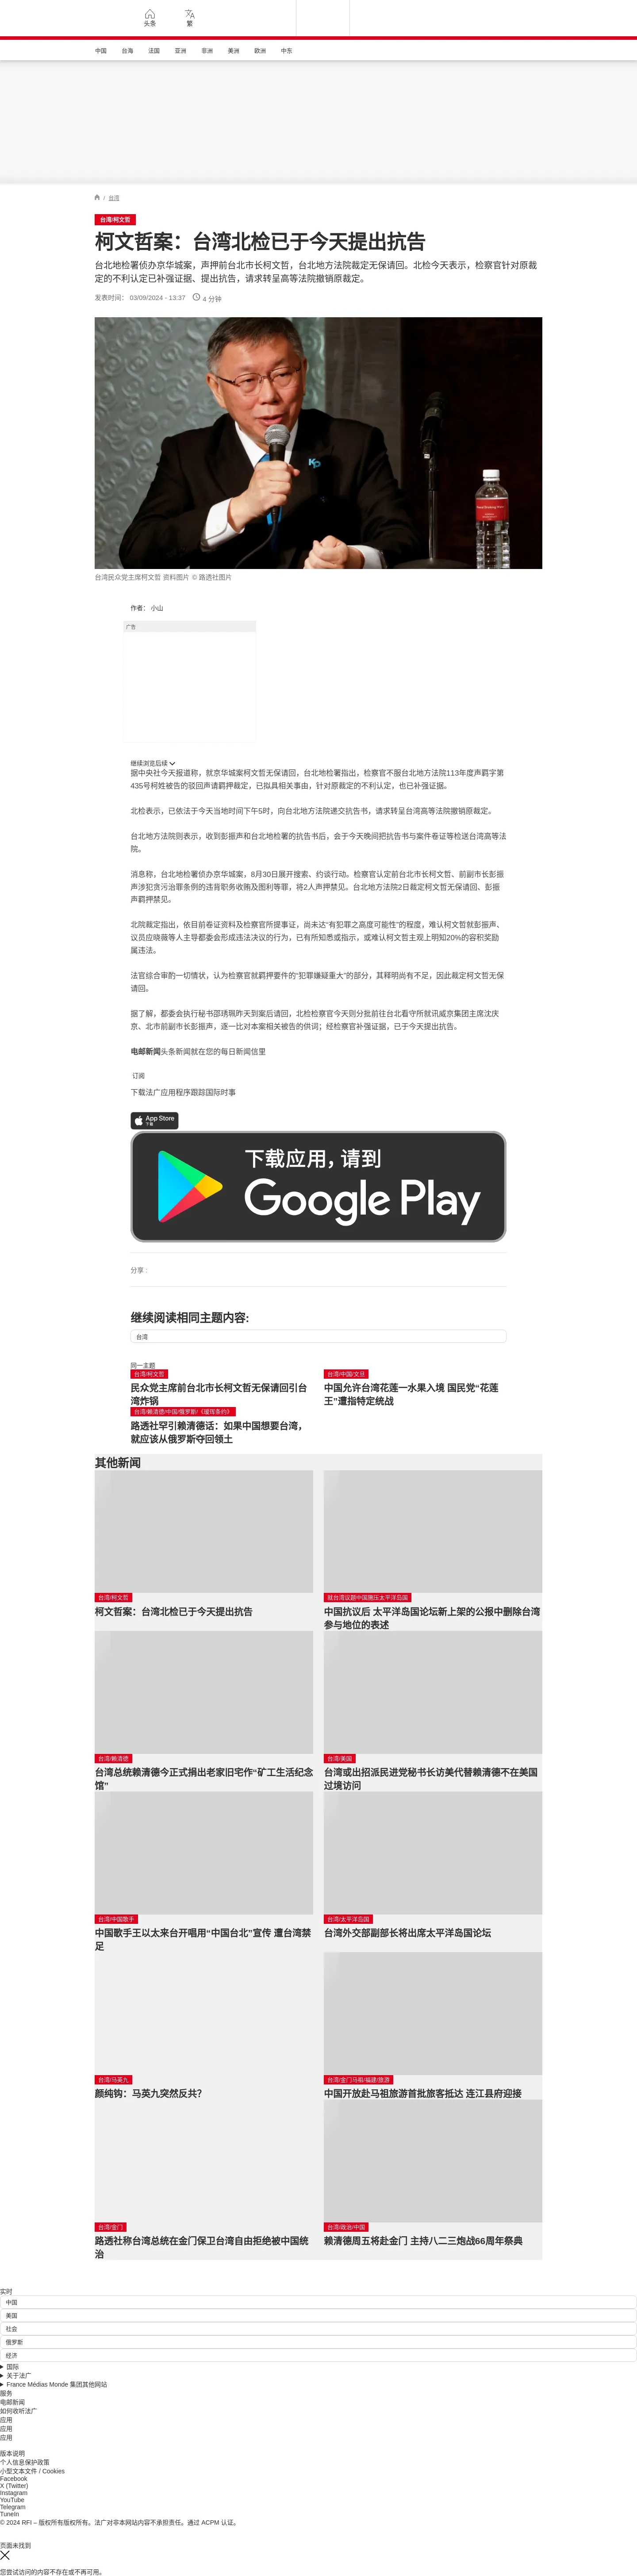 头条
繁
中国 台海 法国 亚洲 非洲 美洲 欧洲 中东
/ 台湾
台湾/柯文哲
柯文哲案：台湾北检已于今天提出抗告
台北地检署侦办京华城案，声押前台北市长柯文哲，台北地方法院裁定无保请回。北检今天表示，检察官针对原裁
定的不利认定已补强证据、提出抗告，请求转呈高等法院撤销原裁定。
发表时间： 03/09/2024 - 13:37 4 分钟
KP
台湾民众党主席柯文哲 资料图片 © 路透社图片
作者： 小山
广告
继续浏览后续
据中央社今天报道称，就京华城案柯文哲无保请回，台北地检署指出，检察官不服台北地方法院113年度声羁字第
435号柯姓被告的驳回声请羁押裁定，已拟具相关事由，针对原裁定的不利认定，也已补强证据。
北检表示，已依法于今天当地时间下午5时，向台北地方法院递交抗告书，请求转呈台湾高等法院撤销原裁定。
台北地方法院则表示，收到彭振声和台北地检署的抗告书后，会于今天晚间把抗告书与案件卷证等检送台湾高等法
院。
消息称，台北地检署侦办京华城案，8月30日展开搜索、约谈行动。检察官认定前台北市长柯文哲、前副市长彭振
声涉犯贪污治罪条例的违背职务收贿及图利等罪，将2人声押禁见。台北地方法院2日裁定柯文哲无保请回、彭振
声羁押禁见。
北院裁定指出，依目前卷证资料及检察官所提事证，尚未达“有犯罪之高度可能性”的程度，难认柯文哲就彭振声、
议员应晓薇等人主导都委会形成违法决议的行为，已有所知悉或指示，或难认柯文哲主观上明知20%的容积奖励
属违法。
法官综合审酌一切情状，认为检察官就羁押要件的“犯罪嫌疑重大”的部分，其释明尚有不足，因此裁定柯文哲无保
请回。
据了解，都委会执行秘书邵琇珮昨天到案后请回，北检检察官今天则分批前往台北看守所就讯威京集团主席沈庆
京、北市前副市长彭振声，逐一比对本案相关被告的供词；经检察官补强证据，已于今天提出抗告。
电邮新闻头条新闻就在您的每日新闻信里
订阅
下载法广应用程序跟踪国际时事
App Store
下载
下载应用，请到
Google Play
分享 :
继续阅读相同主题内容:
台湾
同一主题
台湾/柯文哲
民众党主席前台北市长柯文哲无保请回引台
湾炸锅
台湾/中国/文旦
中国允许台湾花莲一水果入境 国民党“花莲
王”遭指特定统战
台湾/赖清德/中国/俄罗斯/《瑷珲条约》
路透社罕引赖清德话：如果中国想要台湾，
就应该从俄罗斯夺回领土
其他新闻
台湾/柯文哲
柯文哲案：台湾北检已于今天提出抗告
就台湾议题中国施压太平洋岛国
中国抗议后 太平洋岛国论坛新上架的公报中删除台湾
参与地位的表述
台湾/赖清德
台湾总统赖清德今正式捐出老家旧宅作“矿工生活纪念
馆”
台湾/美国
台湾或出招派民进党秘书长访美代替赖清德不在美国
过境访问
台湾/中国歌手
中国歌手王以太来台开唱用“中国台北”宣传 遭台湾禁
足
台湾/太平洋岛国
台湾外交部副部长将出席太平洋岛国论坛
台湾/马英九
颜纯钩：马英九突然反共？
台湾/金门马祖/福建/旅游
中国开放赴马祖旅游首批旅客抵达 连江县府迎接
台湾/金门
路透社称台湾总统在金门保卫台湾自由拒绝被中国统
治
台湾/政治/中国
赖清德周五将赴金门 主持八二三炮战66周年祭典
实时
中国
美国
社会
俄罗斯
经济
国际
关于法广
France Médias Monde 集团其他网站
服务
电邮新闻
如何收听法广
应用
应用
应用
版本说明
个人信息保护政策
小型文本文件 / Cookies
Facebook
X (Twitter)
Instagram
YouTube
Telegram
TuneIn
© 2024 RFI – 版权所有版权所有。法广对非本网站内容不承担责任。通过 ACPM 认证。
页面未找到
您尝试访问的内容不存在或不再可用。